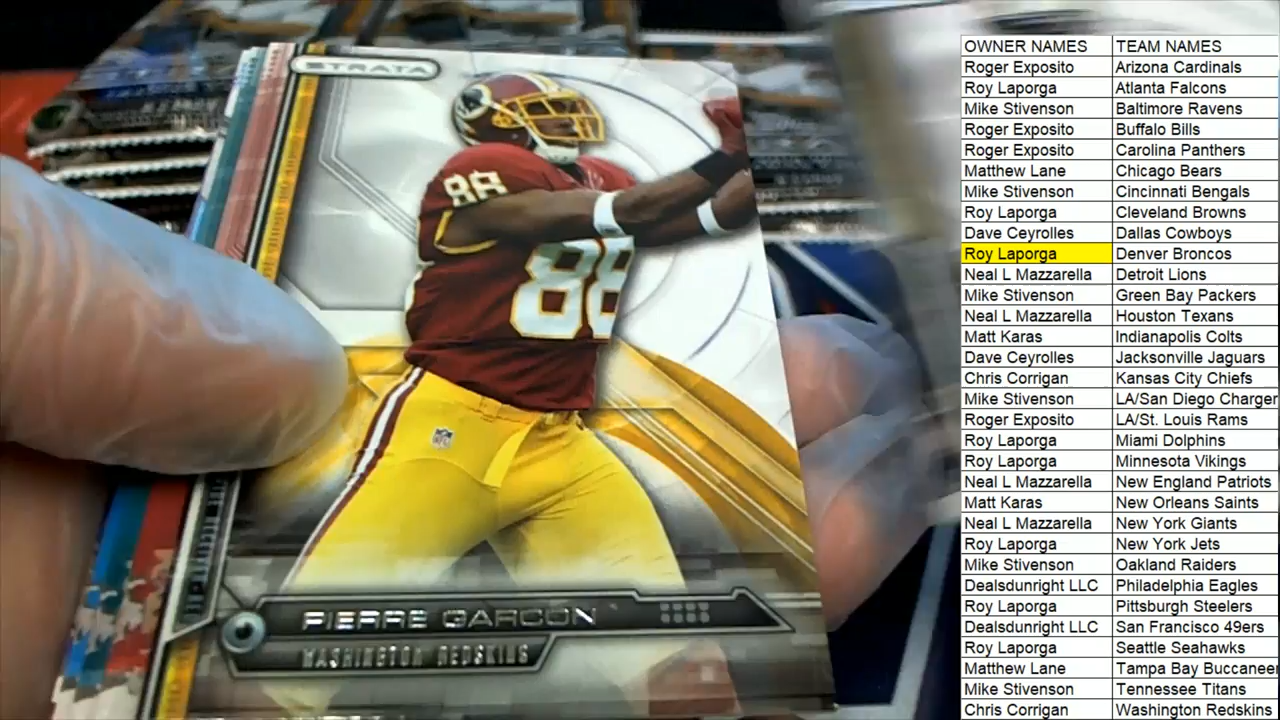 STRATA
88
88
PIERRE GARCON
WASHINGTON REDSKINS
OWNER NAMES TEAM NAMES
Roger Exposito Arizona Cardinals
Roy Laporga Atlanta Falcons
Mike Stivenson Baltimore Ravens
Roger Exposito Buffalo Bills
Roger Exposito Carolina Panthers
Matthew Lane Chicago Bears
Mike Stivenson Cincinnati Bengals
Roy Laporga Cleveland Browns
Dave Ceyrolles Dallas Cowboys
Roy Laporga Denver Broncos
Neal L Mazzarella Detroit Lions
Mike Stivenson Green Bay Packers
Neal L Mazzarella Houston Texans
Matt Karas Indianapolis Colts
Dave Ceyrolles Jacksonville Jaguars
Chris Corrigan Kansas City Chiefs
Mike Stivenson LA/San Diego Charger
Roger Exposito LA/St. Louis Rams
Roy Laporga Miami Dolphins
Roy Laporga Minnesota Vikings
Neal L Mazzarella New England Patriots
Matt Karas New Orleans Saints
Neal L Mazzarella New York Giants
Roy Laporga New York Jets
Mike Stivenson Oakland Raiders
Dealsdunright LLC Philadelphia Eagles
Roy Laporga Pittsburgh Steelers
Dealsdunright LLC San Francisco 49ers
Roy Laporga Seattle Seahawks
Matthew Lane Tampa Bay Buccaneer
Mike Stivenson Tennessee Titans
Chris Corrigan Washington Redskins